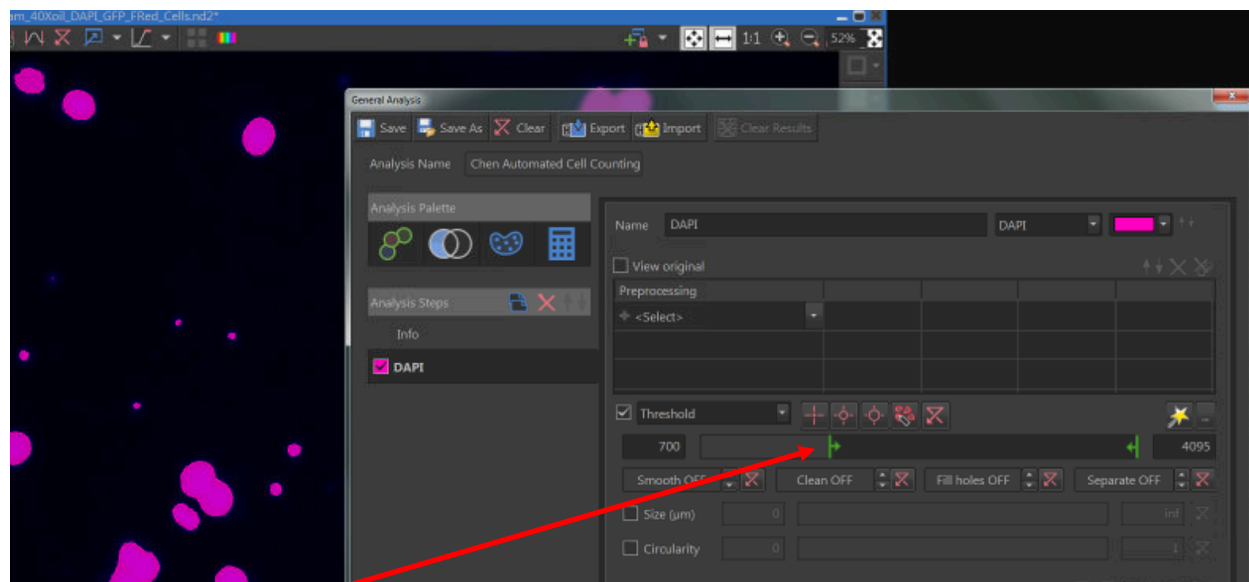 am_40Xoil_DAPI_GFP_FRed_Cells.nd2*
1:1 52%
General Analysis
Save Save As Clear Export Import Clear Results
Analysis Name Chen Automated Cell Counting
Analysis Palette
Name DAPI DAPI
View original
Preprocessing
Analysis Steps
<Select>
Info
DAPI
Threshold
700 4095
Smooth OFF Clean OFF Fill holes OFF Separate OFF
Size (µm) 0 inf
Circularity 0 1